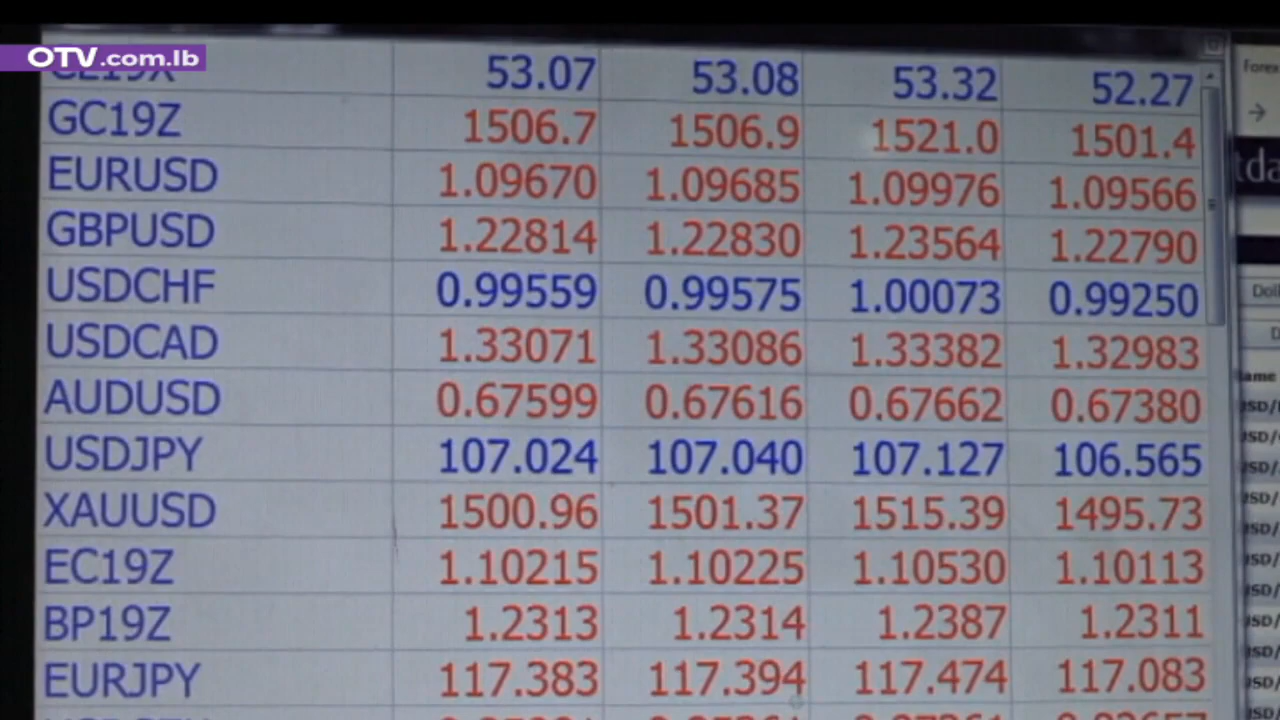 OTV.com.lb
53.07 53.08 53.32 52.27
GC19Z 1506.7 1506.9 1521.0 1501.4
EURUSD 1.09670 1.09685 1.09976 1.09566
GBPUSD 1.22814 1.22830 1.23564 1.22790
USDCHF 0.99559 0.99575 1.00073 0.99250
USDCAD 1.33071 1.33086 1.33382 1.32983
AUDUSD 0.67599 0.67616 0.67662 0.67380
USDJPY 107.024 107.040 107.127 106.565
XAUUSD 1500.96 1501.37 1515.39 1495.73
EC19Z 1.10215 1.10225 1.10530 1.10113
BP19Z 1.2313 1.2314 1.2387 1.2311
EURJPY 117.383 117.394 117.474 117.083
Forex